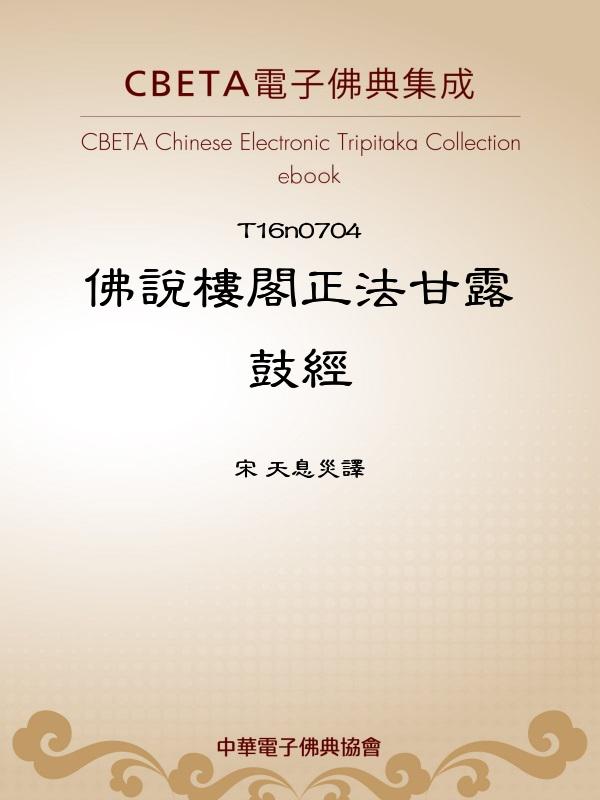 CBETA電子佛典集成
CBETA Chinese Electronic Tripitaka Collection
ebook
T16n0704
佛說樓閣正法甘露
鼓經
宋 天息災譯
中華電子佛典協會